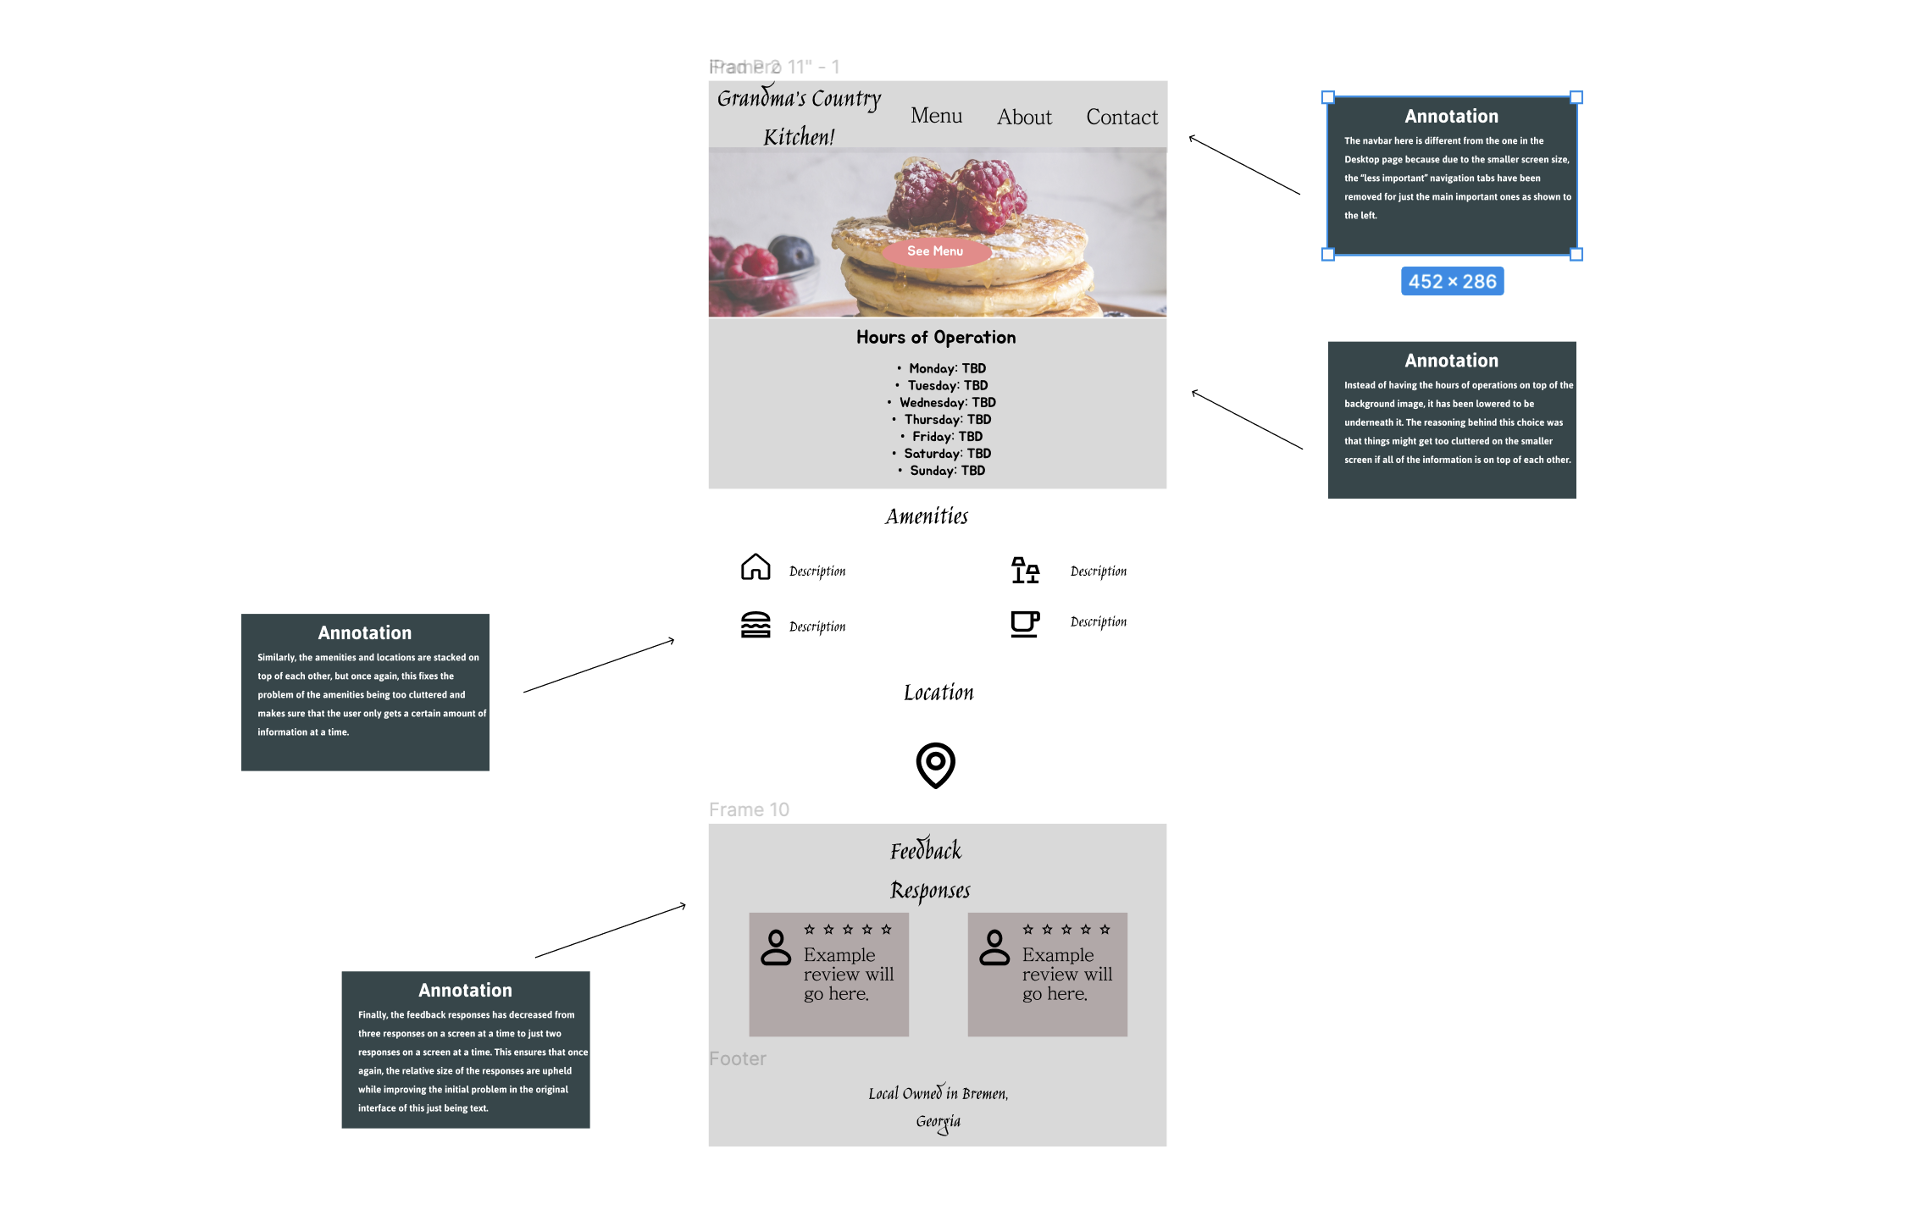 iPad Pro 11" - 1
Frame 2
Grandma's Country
Kitchen!
Menu
About
Contact
See Menu
Hours of Operation
• Monday: TBD
• Tuesday: TBD
• Wednesday: TBD
• Thursday: TBD
• Friday: TBD
• Saturday: TBD
• Sunday: TBD
Amenities
Description
Description
Description
Description
Location
Frame 10
Feedback
Responses
Example
review will
go here.
Example
review will
go here.
Footer
Local Owned in Bremen,
Georgia
Annotation
The navbar here is different from the one in the
Desktop page because due to the smaller screen size,
the “less important” navigation tabs have been
removed for just the main important ones as shown to
the left.
452 × 286
Annotation
Instead of having the hours of operations on top of the
background image, it has been lowered to be
underneath it. The reasoning behind this choice was
that things might get too cluttered on the smaller
screen if all of the information is on top of each other.
Annotation
Similarly, the amenities and locations are stacked on
top of each other, but once again, this fixes the
problem of the amenities being too cluttered and
makes sure that the user only gets a certain amount of
information at a time.
Annotation
Finally, the feedback responses has decreased from
three responses on a screen at a time to just two
responses on a screen at a time. This ensures that once
again, the relative size of the responses are upheld
while improving the initial problem in the original
interface of this just being text.